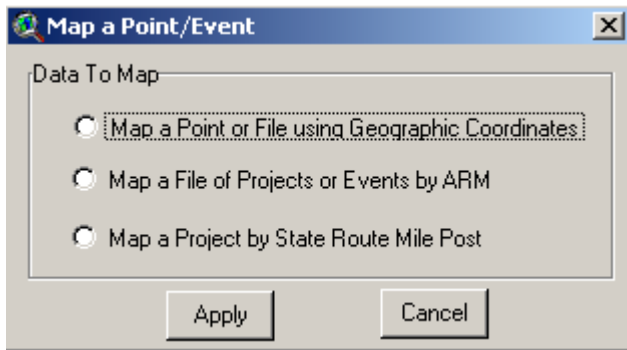 Map a Point/Event
Data To Map
Map a Point or File using Geographic Coordinates
Map a File of Projects or Events by ARM
Map a Project by State Route Mile Post
Apply Cancel